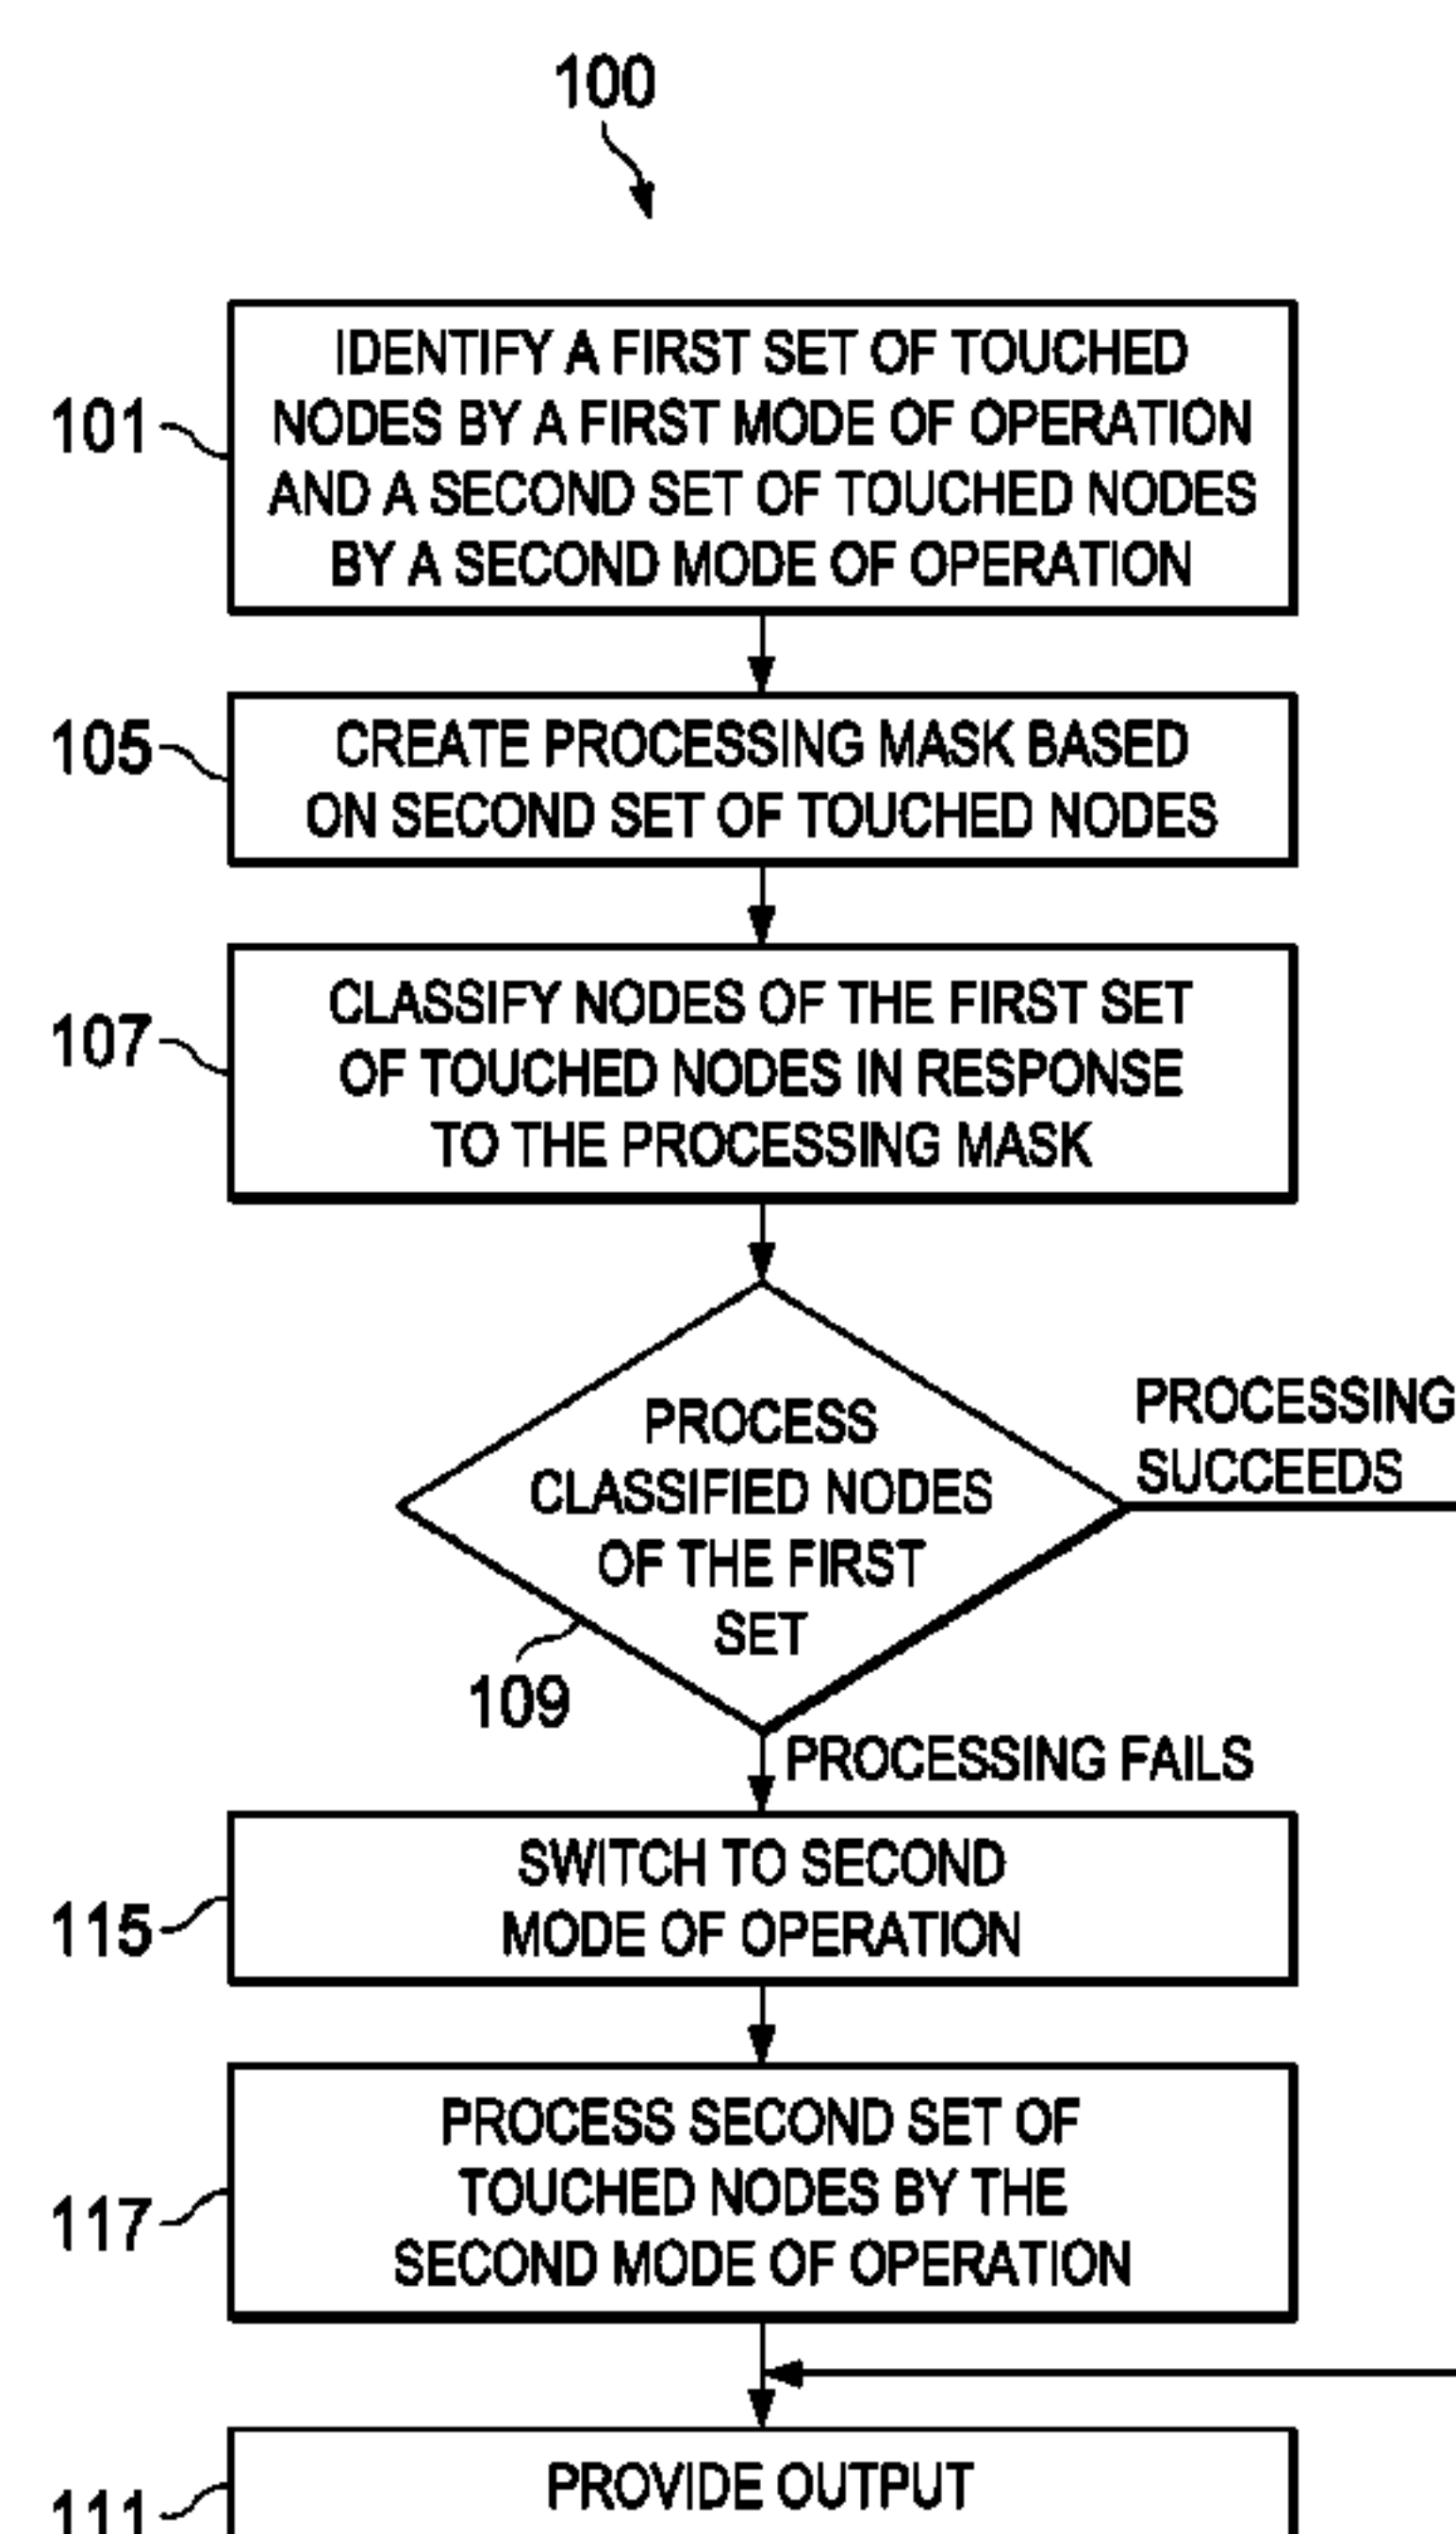 100
101
IDENTIFY A FIRST SET OF TOUCHED
NODES BY A FIRST MODE OF OPERATION
AND A SECOND SET OF TOUCHED NODES
BY A SECOND MODE OF OPERATION
105
CREATE PROCESSING MASK BASED
ON SECOND SET OF TOUCHED NODES
107
CLASSIFY NODES OF THE FIRST SET
OF TOUCHED NODES IN RESPONSE
TO THE PROCESSING MASK
PROCESS
CLASSIFIED NODES
OF THE FIRST
SET
109
PROCESSING
SUCCEEDS
PROCESSING FAILS
115
SWITCH TO SECOND
MODE OF OPERATION
117
PROCESS SECOND SET OF
TOUCHED NODES BY THE
SECOND MODE OF OPERATION
111
PROVIDE OUTPUT